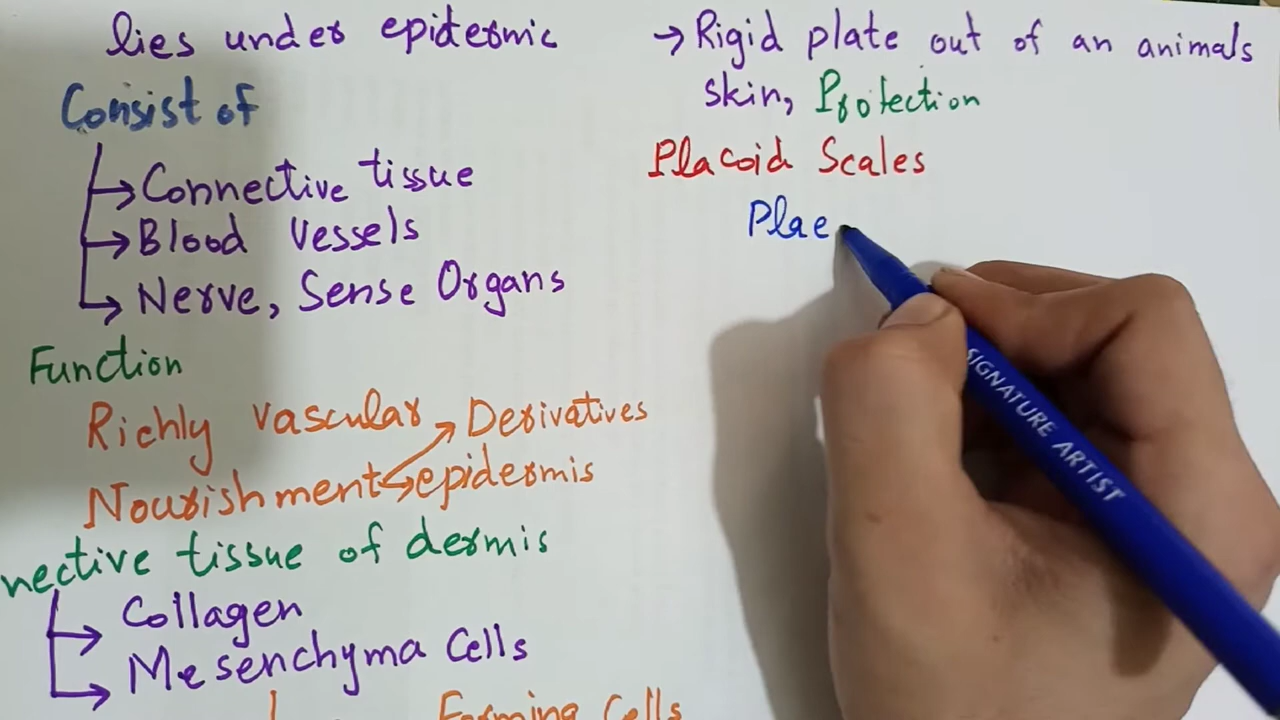 lies under epidermic
Consist of
→Connective tissue
→Blood Vessels
→Nerve, Sense Organs
Function
Richly vascular
Derivatives
Nourishment
epidermis
nective tissue of dermis
Collagen
Mesenchyma Cells
Forming Cells
→ Rigid plate out of an animals
skin, Protection
Placoid Scales
Plae
SIGNATURE ARTIST